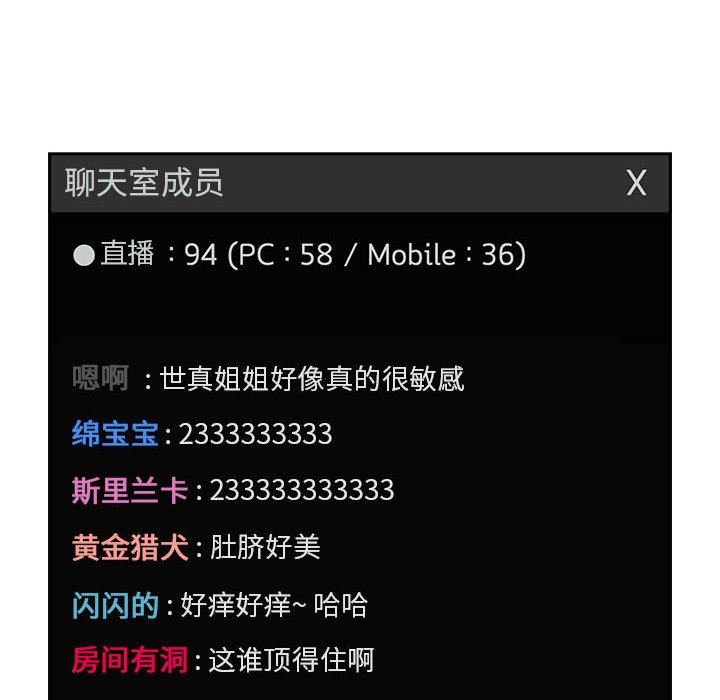 聊天室成员 X
●直播 : 94 (PC : 58 / Mobile : 36)
嗯啊 : 世真姐姐好像真的很敏感
绵宝宝 : 2333333333
斯里兰卡 : 233333333333
黄金猎犬 : 肚脐好美
闪闪的 : 好痒好痒~ 哈哈
房间有洞 : 这谁顶得住啊